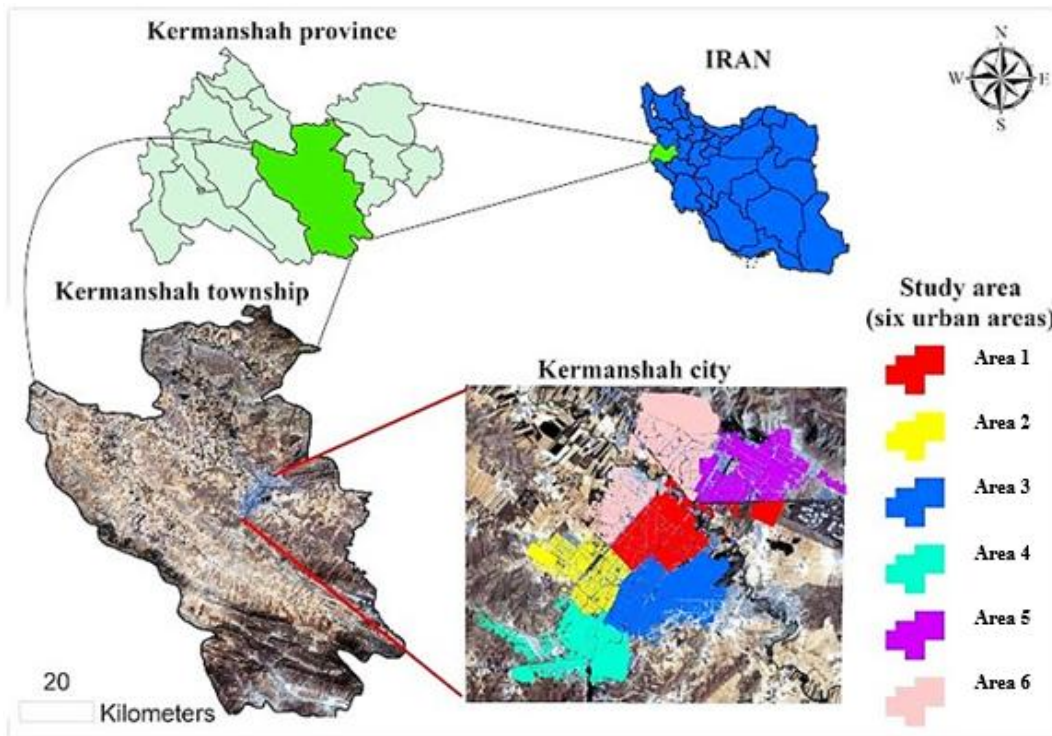 Kermanshah province
IRAN
N
W
E
S
Kermanshah township
Study area
(six urban areas)
Kermanshah city
Area 1
Area 2
Area 3
Area 4
Area 5
Area 6
20
Kilometers